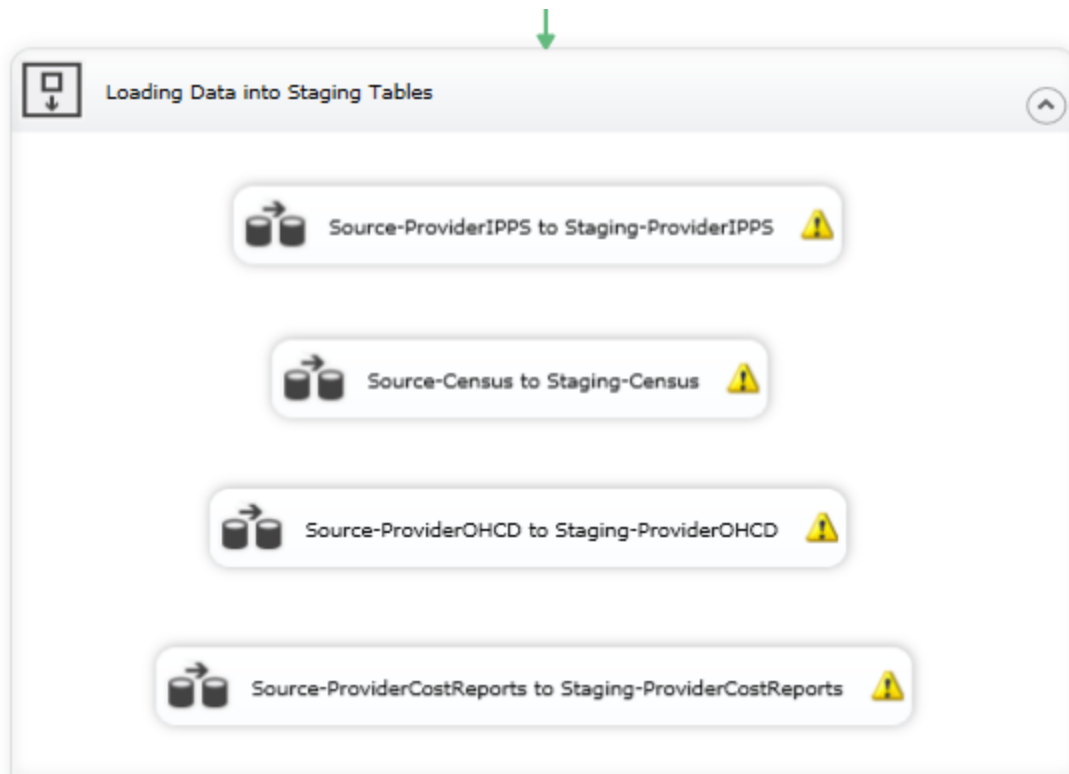 Loading Data into Staging Tables
Source-ProviderIPPS to Staging-ProviderIPPS
Source-Census to Staging-Census
Source-ProviderOHCD to Staging-ProviderOHCD
Source-ProviderCostReports to Staging-ProviderCostReports